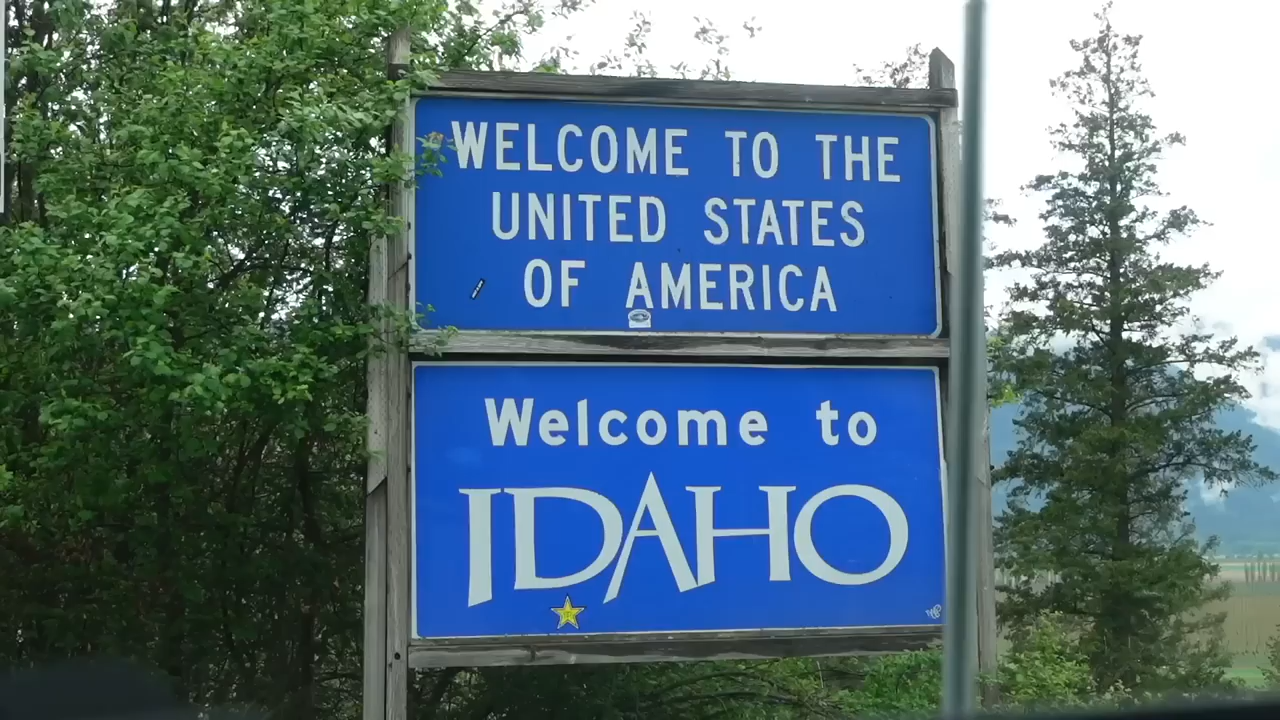 WELCOME TO THE
UNITED STATES
OF AMERICA
Welcome to
IDAHO